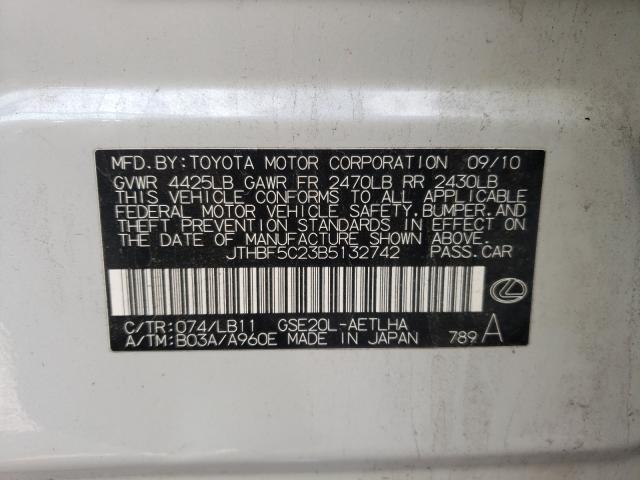 MFD.BY:TOYOTA MOTOR CORPORATION 09/10
GVWR 4425LB GAWR FR 2470LB RR 2430LB
THIS VEHICLE CONFORMS TO ALL APPLICABLE
FEDERAL MOTOR VEHICLE SAFETY,BUMPER,AND
THEFT PREVENTION STANDARDS IN EFFECT ON
THE DATE OF MANUFACTURE SHOWN ABOVE.
JTHBF5C23B5132742 PASS.CAR
C/TR:074/LB11 GSE20L-AETLHA
A/TM:B03A/A960E MADE IN JAPAN 789 A